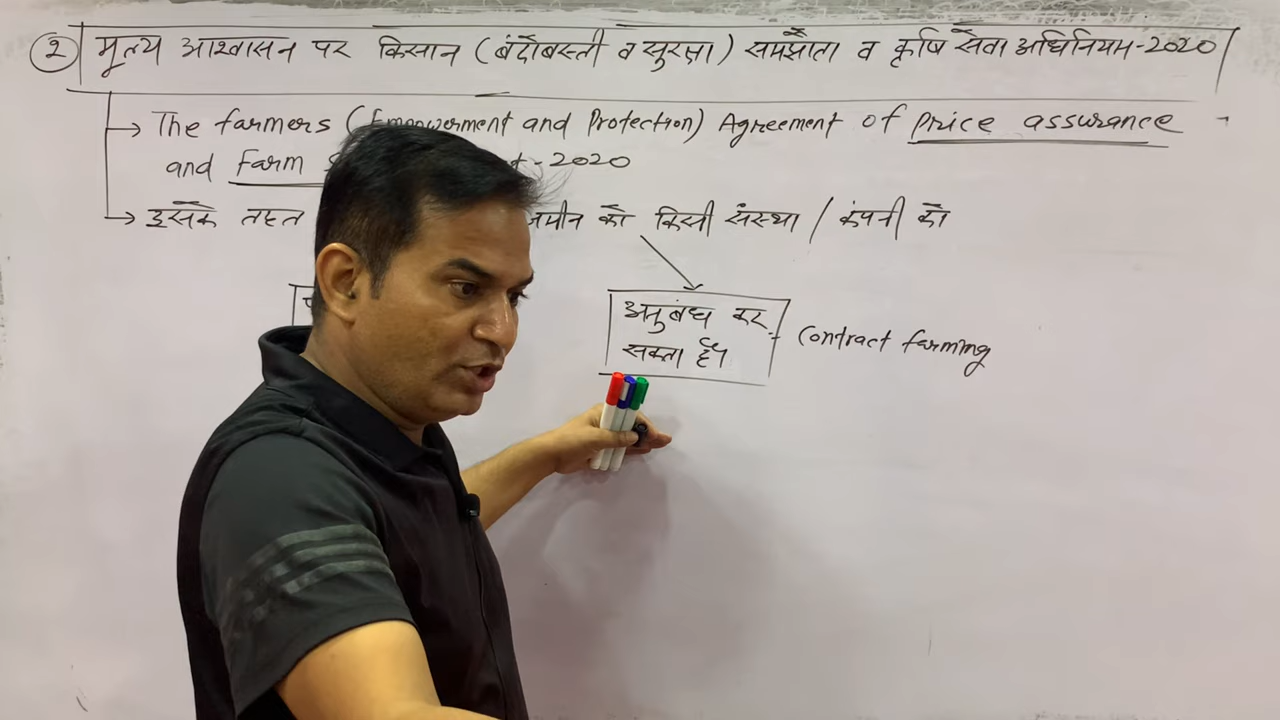 २ मूल्य आश्वासन पर किसान (बंदोबस्ती व सुरक्षा) समझौता व कृषि सेवा अधिनियम-2020
→ The farmers (Empowerment and Protection) Agreement of Price assurance
and Farm -2020
→ इसके तहत जमीन को किसी संस्था / कंपनी को
अनुबंध कर
सकता है।
Contract farming